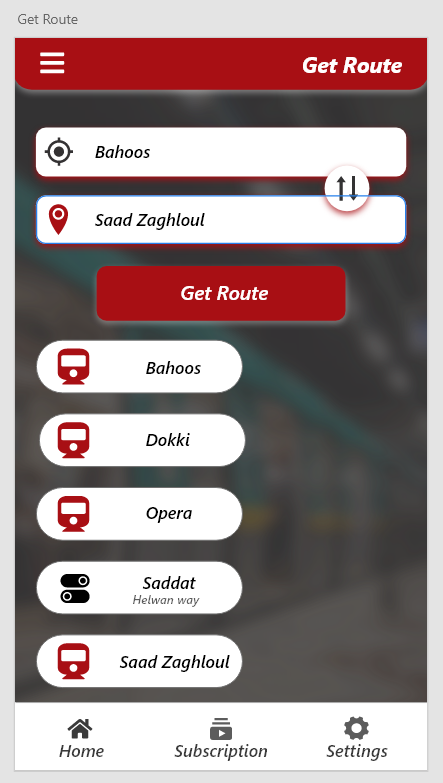 Get Route
Get Route
Bahoos
Saad Zaghloul
Get Route
Bahoos
Dokki
Opera
Saddat
Helwan way
Saad Zaghloul
Home
Subscription
Settings